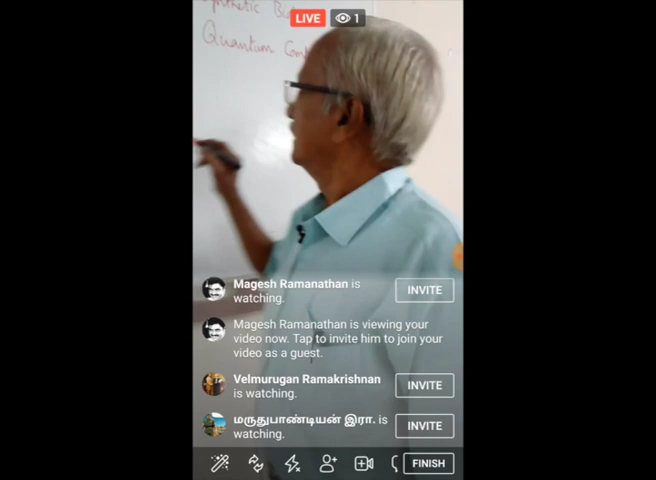 LIVE 1
Quantum
Magesh Ramanathan is
watching.
INVITE
Magesh Ramanathan is viewing your
video now. Tap to invite him to join your
video as a guest.
Velmurugan Ramakrishnan
is watching.
INVITE
மருதுபாண்டியன் இரா. is
watching.
INVITE
FINISH